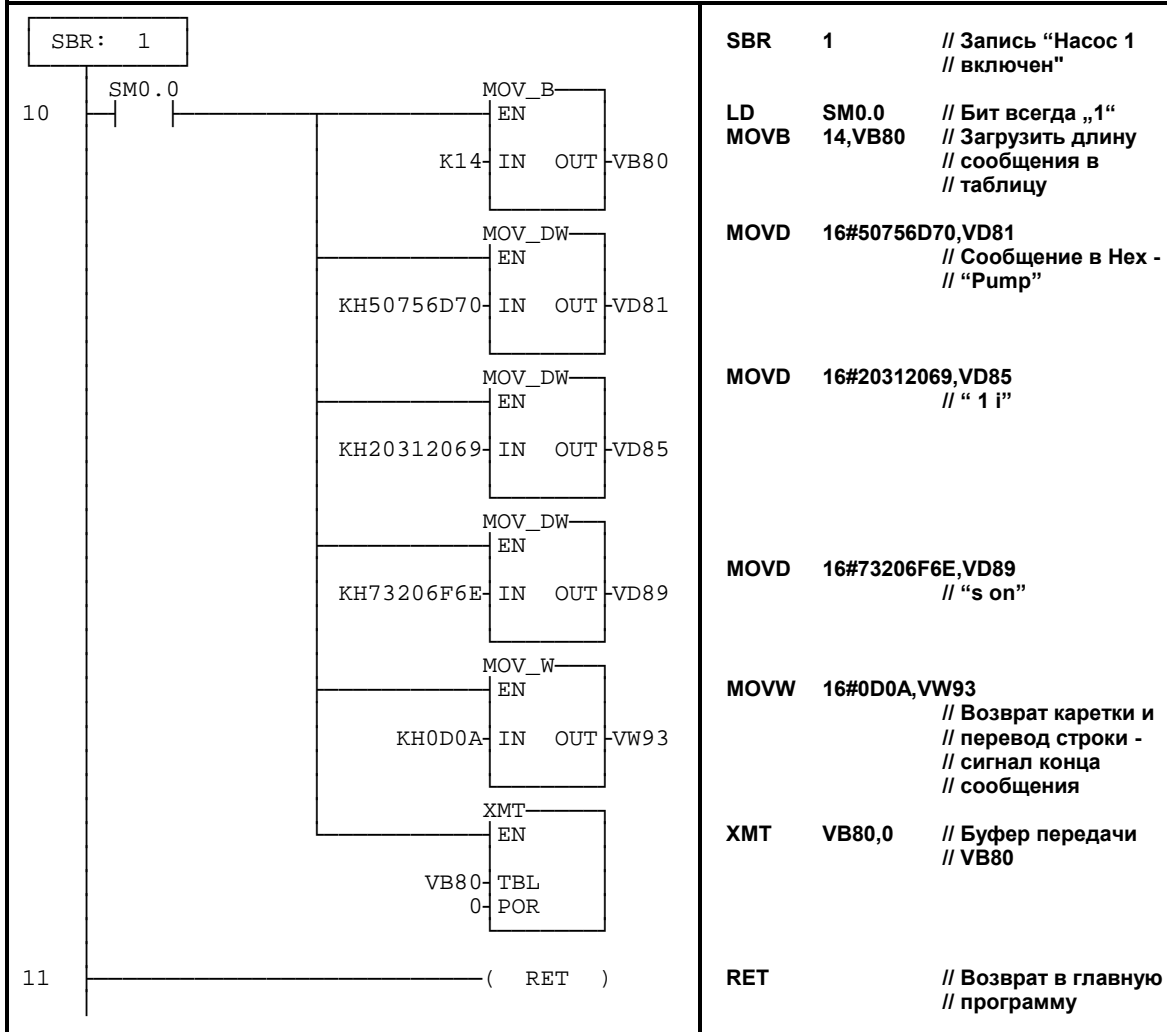 SBR: 1
SM0.0
10
MOV_B
EN
K14 IN OUT VB80
MOV_DW
EN
KH50756D70 IN OUT VD81
MOV_DW
EN
KH20312069 IN OUT VD85
MOV_DW
EN
KH73206F6E IN OUT VD89
MOV_W
EN
KH0D0A IN OUT VW93
XMT
EN
VB80 TBL
0 POR
11 ( RET )
SBR 1 // Запись “Насос 1
// включен"
LD SM0.0 // Бит всегда „1“
MOVB 14,VB80 // Загрузить длину
// сообщения в
// таблицу
MOVD 16#50756D70,VD81
// Сообщение в Hex -
// “Pump”
MOVD 16#20312069,VD85
// “ 1 i”
MOVD 16#73206F6E,VD89
// “s on”
MOVW 16#0D0A,VW93
// Возврат каретки и
// перевод строки -
// сигнал конца
// сообщения
XMT VB80,0 // Буфер передачи
// VB80
RET // Возврат в главную
// программу